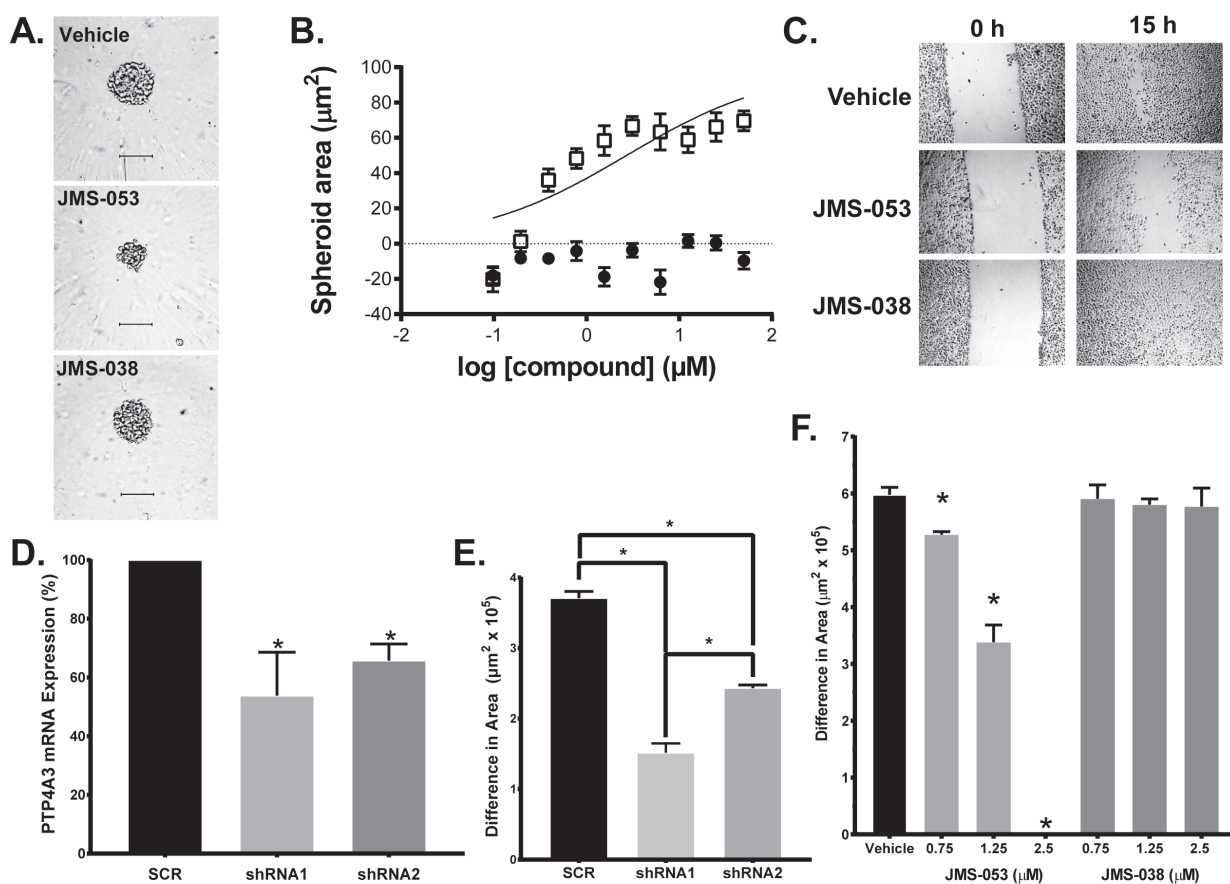 A.
Vehicle
JMS-053
JMS-038
B.
Spheroid area (μm²)
100
80
60
40
20
0
-20
-40
-2
-1
0
1
2
log [compound] (μM)
C.
0 h
15 h
Vehicle
JMS-053
JMS-038
D.
PTP4A3 mRNA Expression (%)
100
80
60
40
20
0
*
*
SCR
shRNA1
shRNA2
E.
Difference in Area (μm² x 10⁵)
4
3
2
1
0
*
*
*
SCR
shRNA1
shRNA2
F.
Difference in Area (μm² x 10⁵)
7
6
5
4
3
2
1
0
*
*
*
Vehicle
0.75
1.25
2.5
0.75
1.25
2.5
JMS-053 (μM)
JMS-038 (μM)